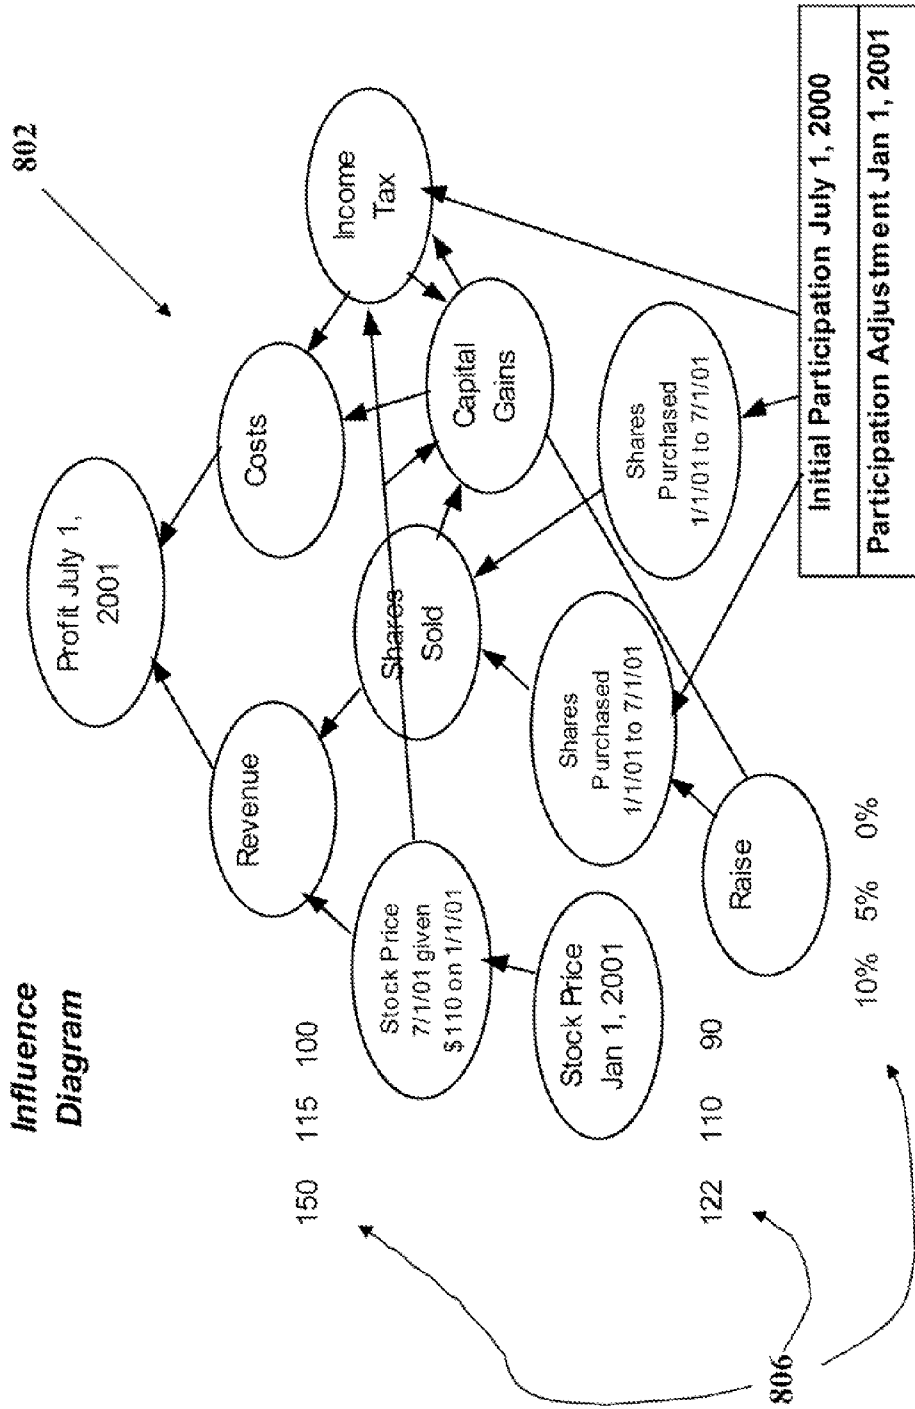 Influence
Diagram
802
Profit July 1,
2001
Revenue
Costs
150 115 100
Stock Price
7/1/01 given
$110 on 1/1/01
Shares
Sold
Income
Tax
Capital
Gains
Stock Price
Jan 1, 2001
Shares
Purchased
1/1/01 to 7/1/01
Shares
Purchased
1/1/01 to 7/1/01
122 110 90
Raise
10% 5% 0%
Initial Participation July 1, 2000
Participation Adjustment Jan 1, 2001
806